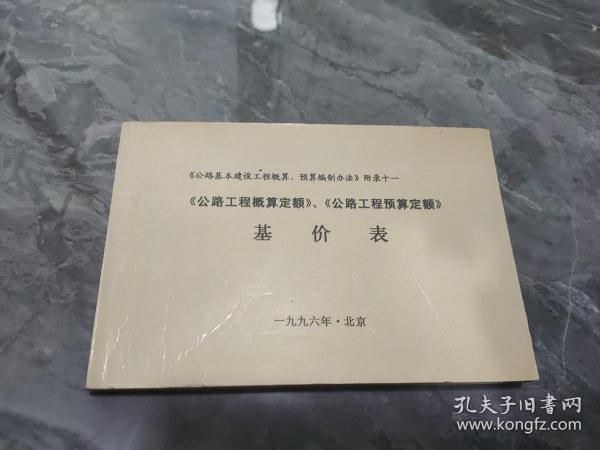 《公路基本建设工程概算、预算编制办法》附录十一
《公路工程概算定额》、《公路工程预算定额》
基价表
一九九六年·北京
孔夫子旧书网
www.kongfz.com